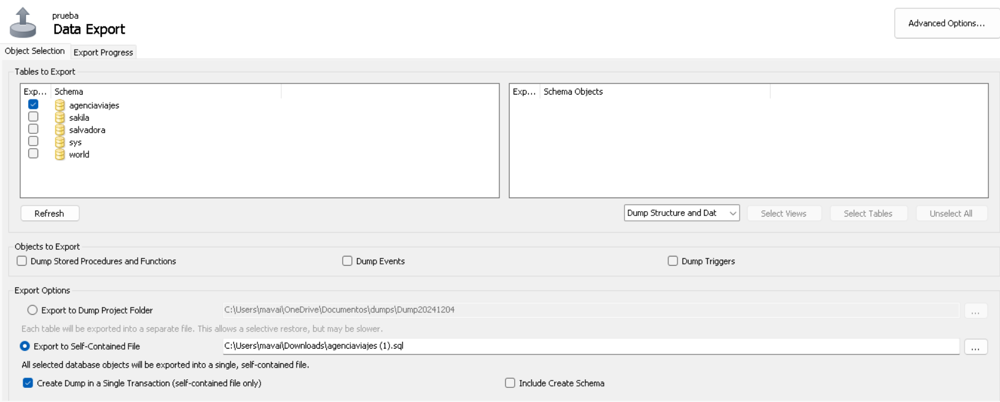 prueba
Data Export
Advanced Options...
Object Selection
Export Progress
Tables to Export
Exp... Schema
agenciaviajes
sakila
salvadora
sys
world
Exp... Schema Objects
Refresh
Dump Structure and Dat
Select Views
Select Tables
Unselect All
Objects to Export
Dump Stored Procedures and Functions
Dump Events
Dump Triggers
Export Options
Export to Dump Project Folder
C:\Users\mavai\OneDrive\Documentos\dumps\Dump20241204
...
Each table will be exported into a separate file. This allows a selective restore, but may be slower.
Export to Self-Contained File
C:\Users\mavai\Downloads\agenciaviajes (1).sql
...
All selected database objects will be exported into a single, self-contained file.
Create Dump in a Single Transaction (self-contained file only)
Include Create Schema